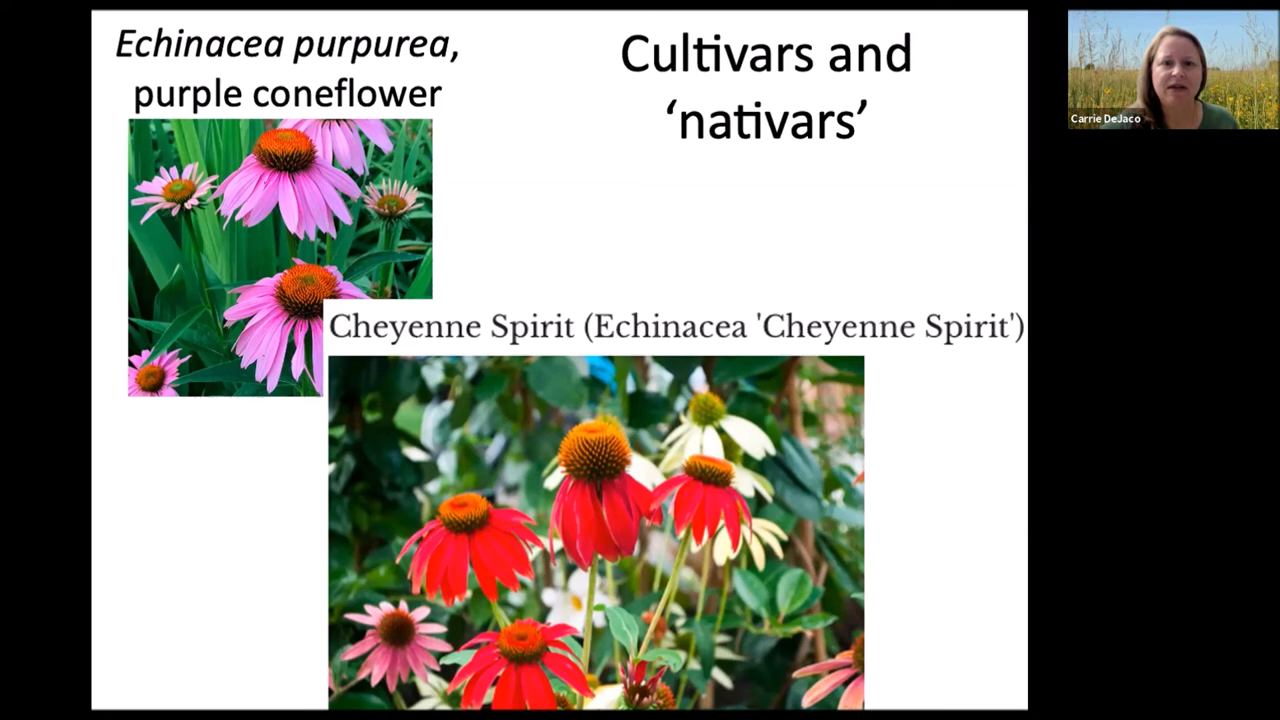 Echinacea purpurea,
purple coneflower
Cultivars and
‘nativars’
Carrie DeJaco
Cheyenne Spirit (Echinacea 'Cheyenne Spirit')